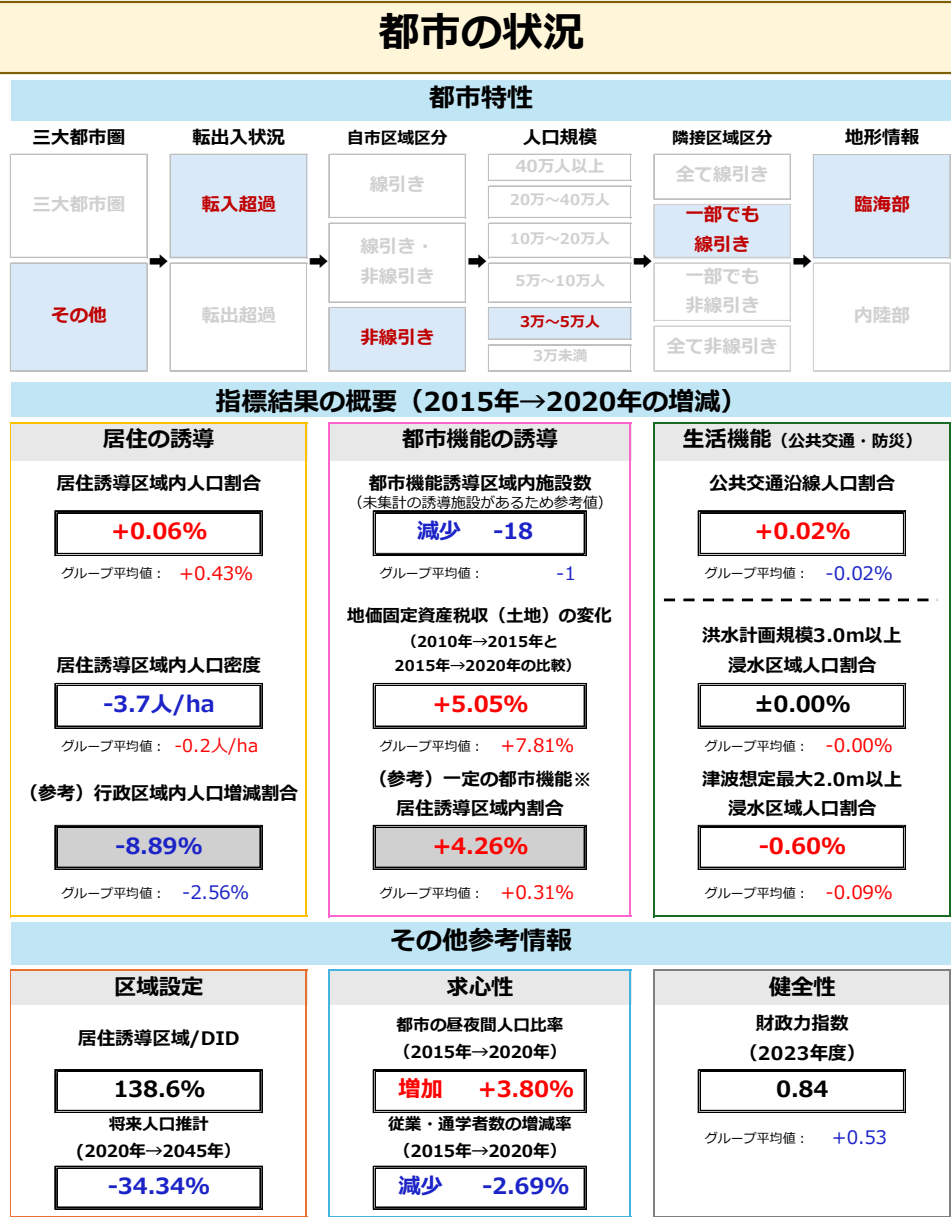 都市の状況
都市特性
三大都市圏
転出入状況
自市区域区分
人口規模
隣接区域区分
地形情報
三大都市圏
その他
転入超過
転出超過
線引き
線引き・
非線引き
非線引き
40万人以上
20万～40万人
10万～20万人
5万～10万人
3万～5万人
3万未満
全て線引き
一部でも
線引き
一部でも
非線引き
全て非線引き
臨海部
内陸部
指標結果の概要（2015年→2020年の増減）
居住の誘導
居住誘導区域内人口割合
+0.06%
グループ平均値： +0.43%
居住誘導区域内人口密度
-3.7人/ha
グループ平均値： -0.2人/ha
（参考）行政区域内人口増減割合
-8.89%
グループ平均値： -2.56%
都市機能の誘導
都市機能誘導区域内施設数
（未集計の誘導施設があるため参考値）
減少 -18
グループ平均値： -1
地価固定資産税収（土地）の変化
（2010年→2015年と
2015年→2020年の比較）
+5.05%
グループ平均値： +7.81%
（参考）一定の都市機能※
居住誘導区域内割合
+4.26%
グループ平均値： +0.31%
生活機能（公共交通・防災）
公共交通沿線人口割合
+0.02%
グループ平均値： -0.02%
洪水計画規模3.0m以上
浸水区域人口割合
±0.00%
グループ平均値： -0.00%
津波想定最大2.0m以上
浸水区域人口割合
-0.60%
グループ平均値： -0.09%
その他参考情報
区域設定
居住誘導区域/DID
138.6%
将来人口推計
(2020年→2045年）
-34.34%
求心性
都市の昼夜間人口比率
（2015年→2020年）
増加 +3.80%
従業・通学者数の増減率
（2015年→2020年）
減少 -2.69%
健全性
財政力指数
（2023年度）
0.84
グループ平均値： +0.53